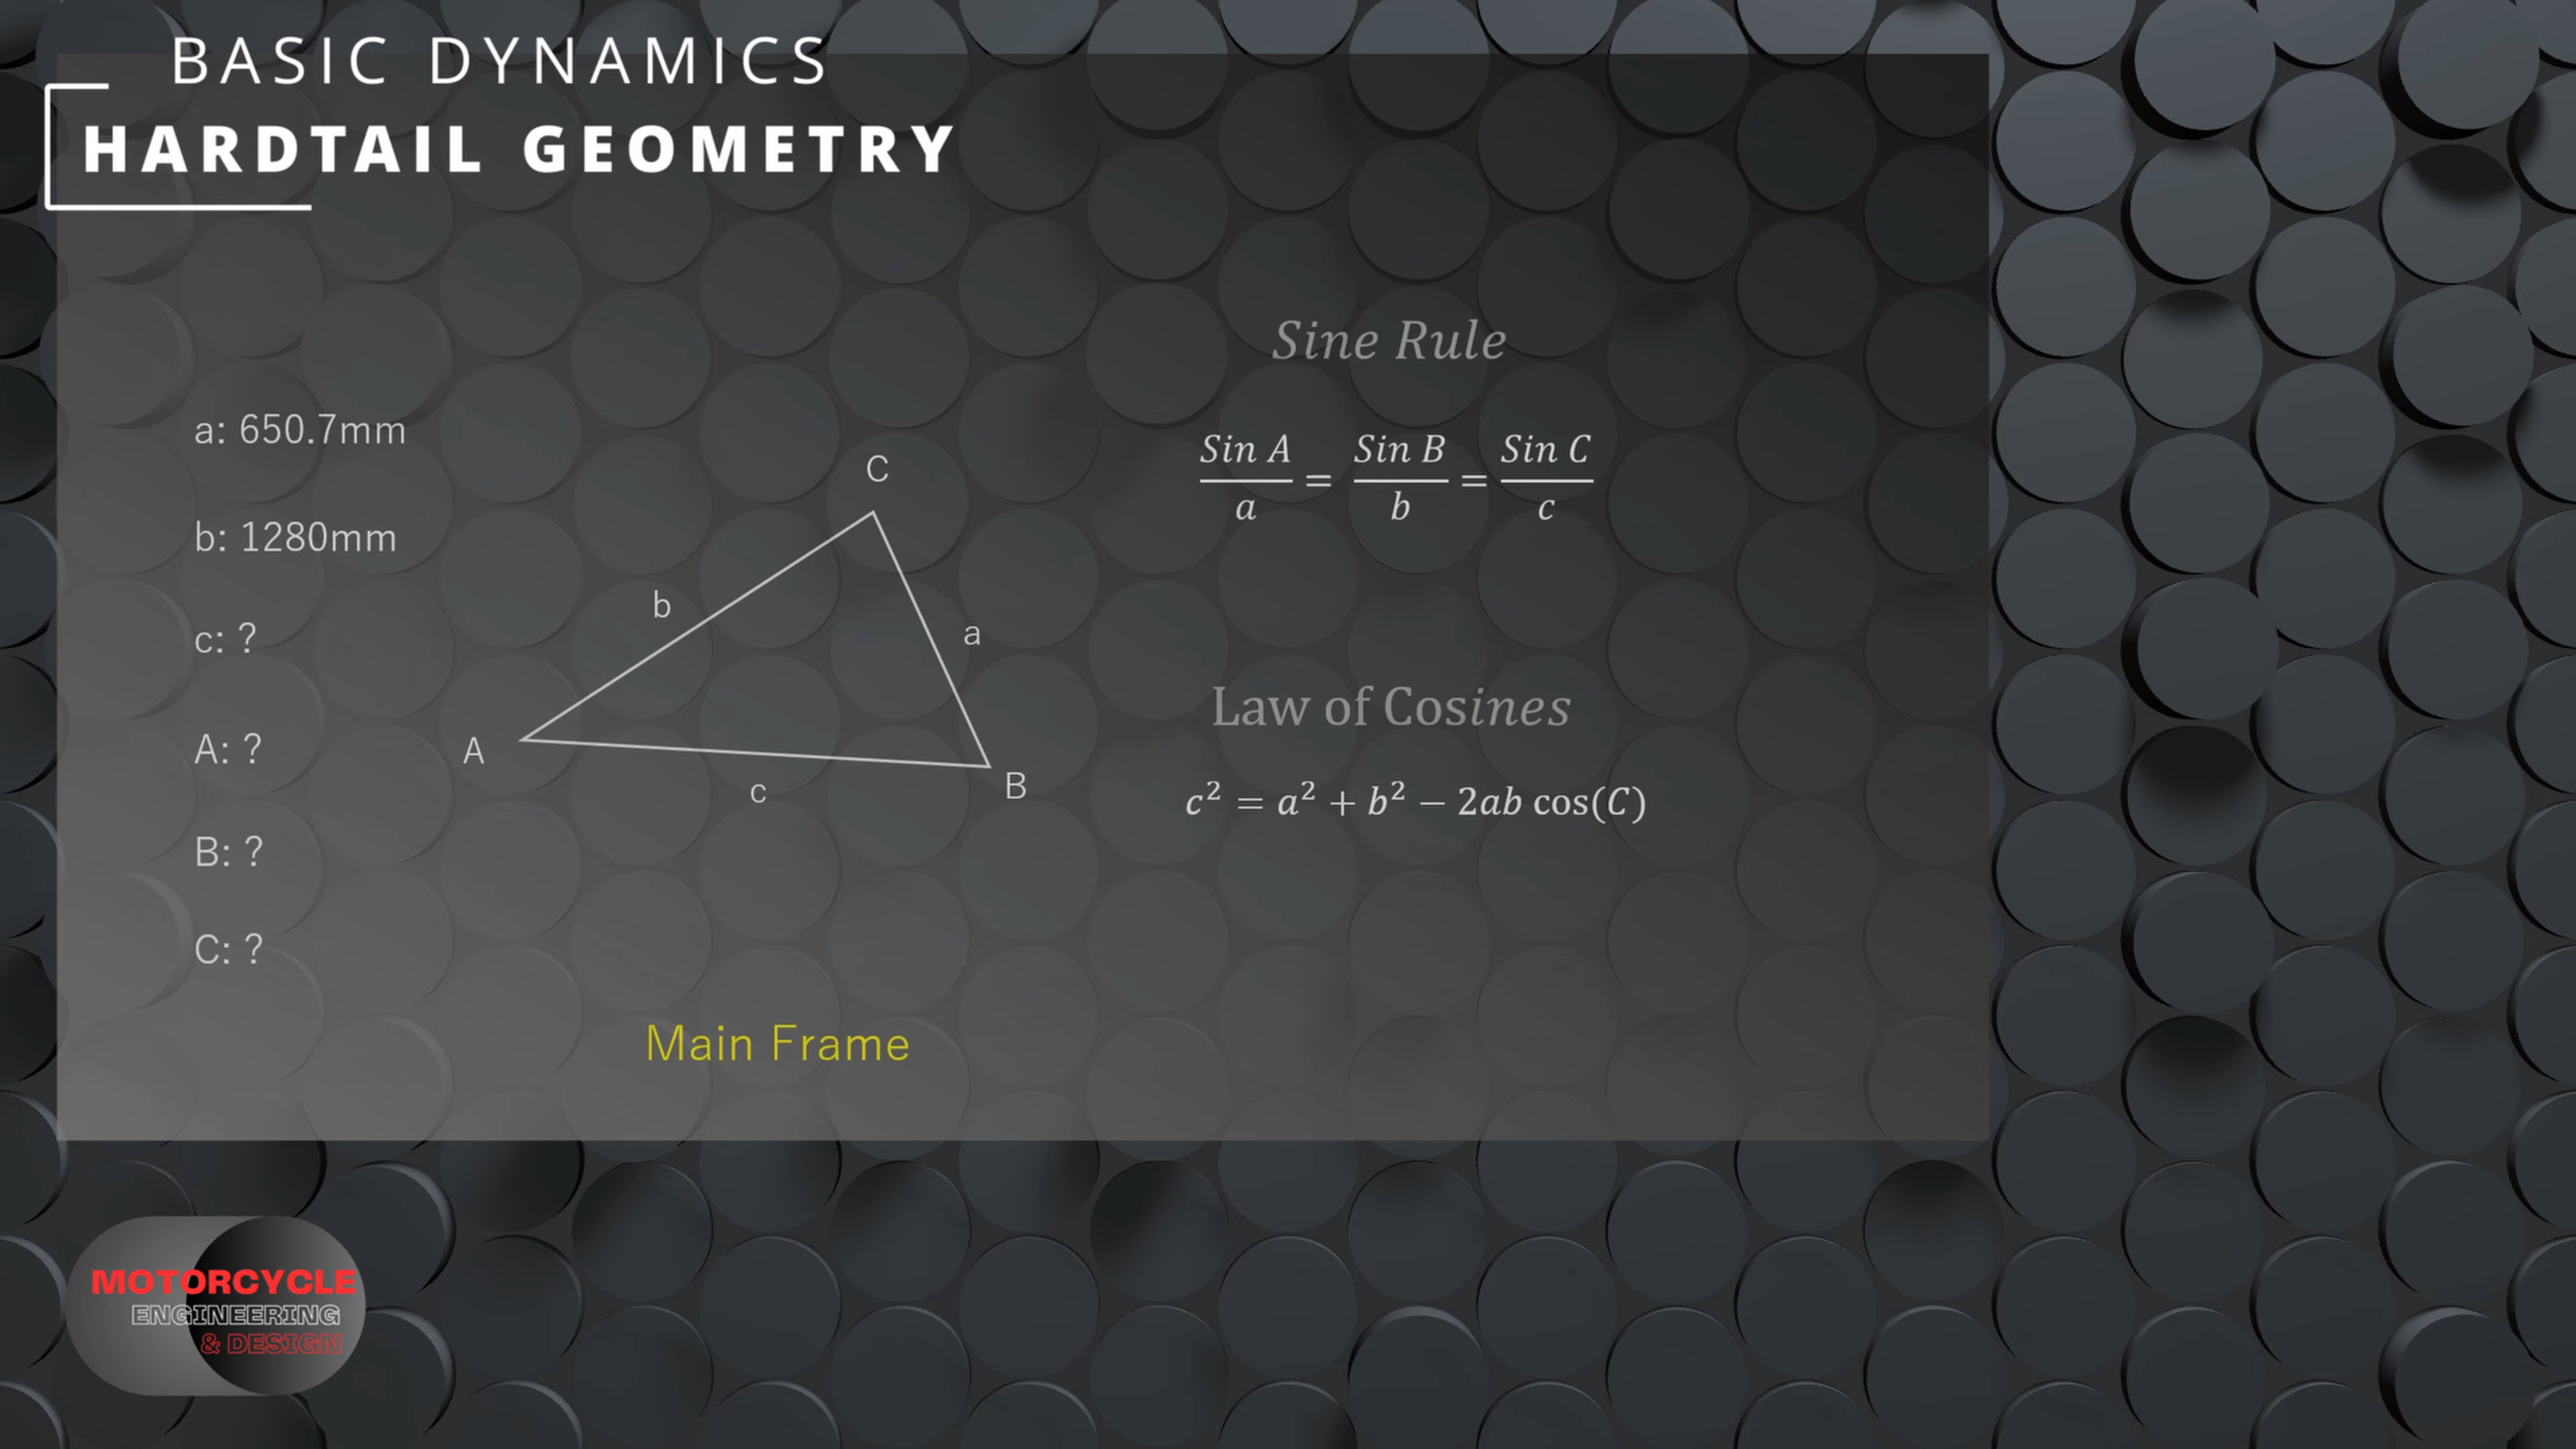 BASIC DYNAMICS
HARDTAIL GEOMETRY
a: 650.7mm
b: 1280mm
c: ?
A: ?
B: ?
C: ?
C
b
a
A
c
B
Main Frame
Sine Rule
Sin A / a = Sin B / b = Sin C / c
Law of Cosines
c² = a² + b² − 2ab cos(C)
MOTORCYCLE
ENGINEERING
& DESIGN